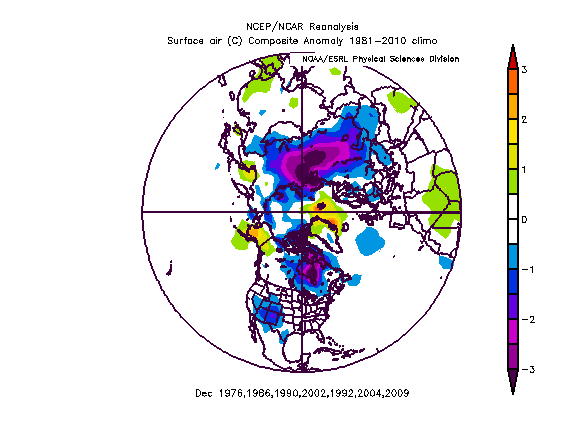 NCEP/NCAR Reanalysis
Surface air (C) Composite Anomaly 1981-2010 climo
NOAA/ESRL Physical Sciences Division
3
2
1
0
-1
-2
-3
Dec 1976,1986,1990,2002,1992,2004,2009